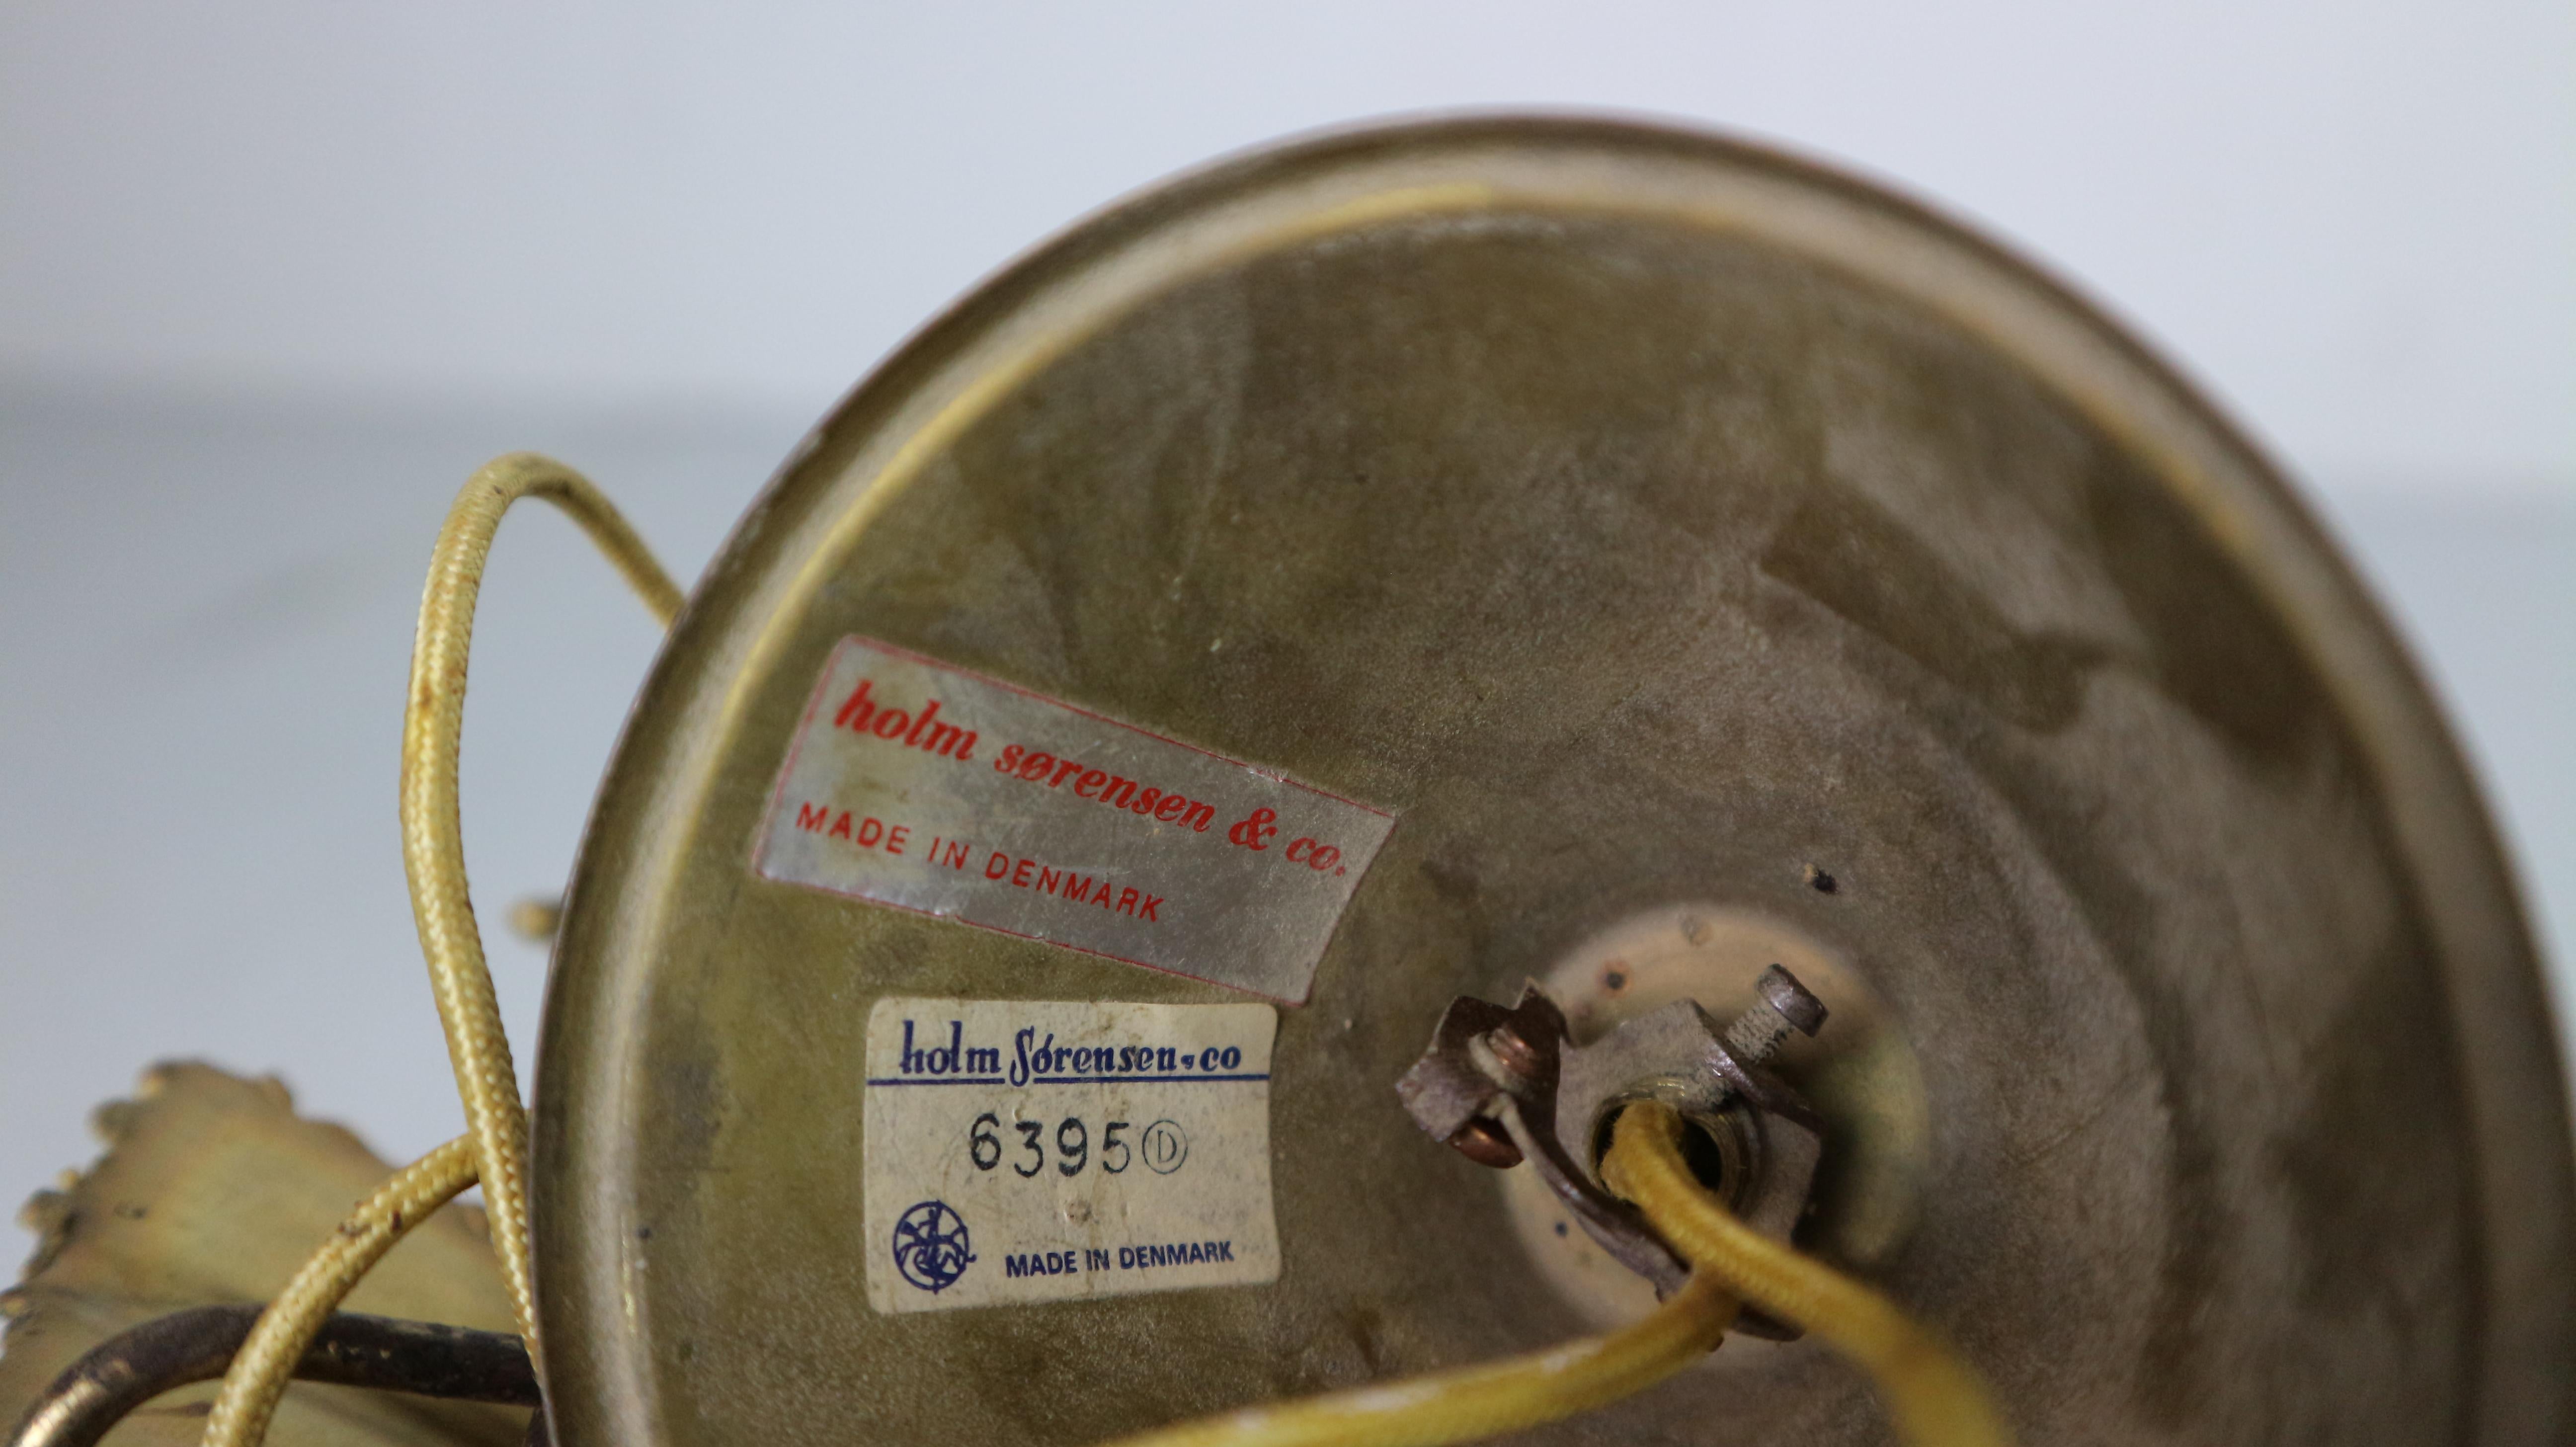 holm sørensen & co.
MADE IN DENMARK
holm Sørensen & co
6395 Ⓓ
MADE IN DENMARK